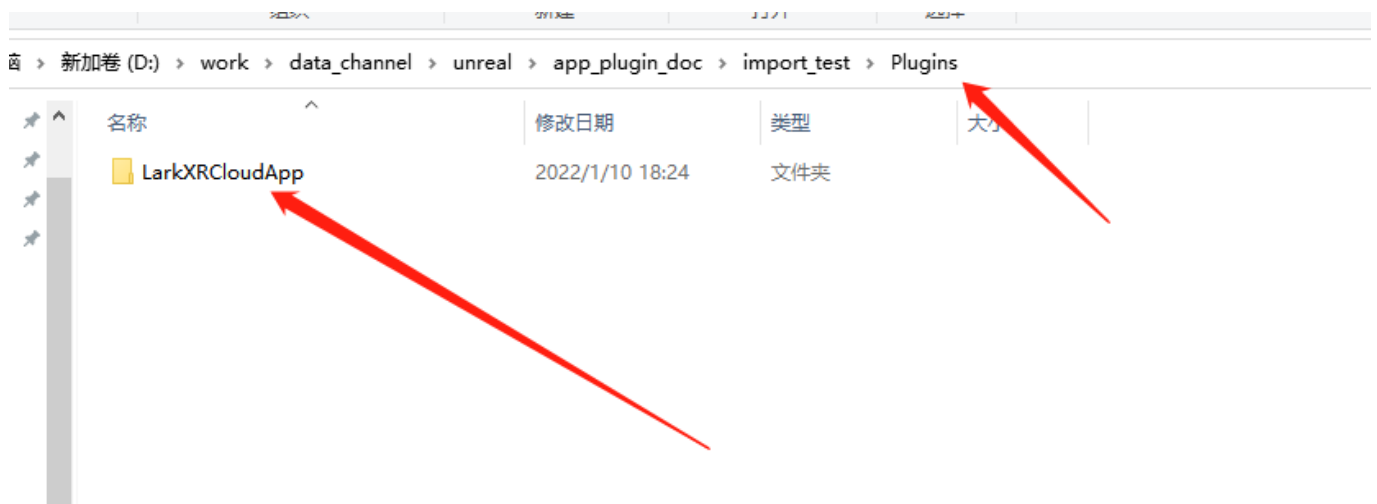 新加卷 (D:) › work › data_channel › unreal › app_plugin_doc › import_test › Plugins
名称 修改日期 类型
LarkXRCloudApp 2022/1/10 18:24 文件夹